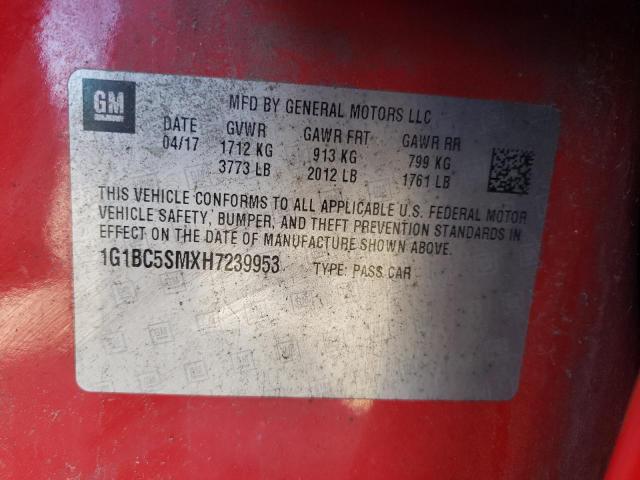 GM
MFD BY GENERAL MOTORS LLC
DATE GVWR GAWR FRT GAWR RR
04/17 1712 KG 913 KG 799 KG
3773 LB 2012 LB 1761 LB
THIS VEHICLE CONFORMS TO ALL APPLICABLE U.S. FEDERAL MOTOR
VEHICLE SAFETY, BUMPER, AND THEFT PREVENTION STANDARDS IN
EFFECT ON THE DATE OF MANUFACTURE SHOWN ABOVE.
1G1BC5SMXH7239953 TYPE: PASS CAR